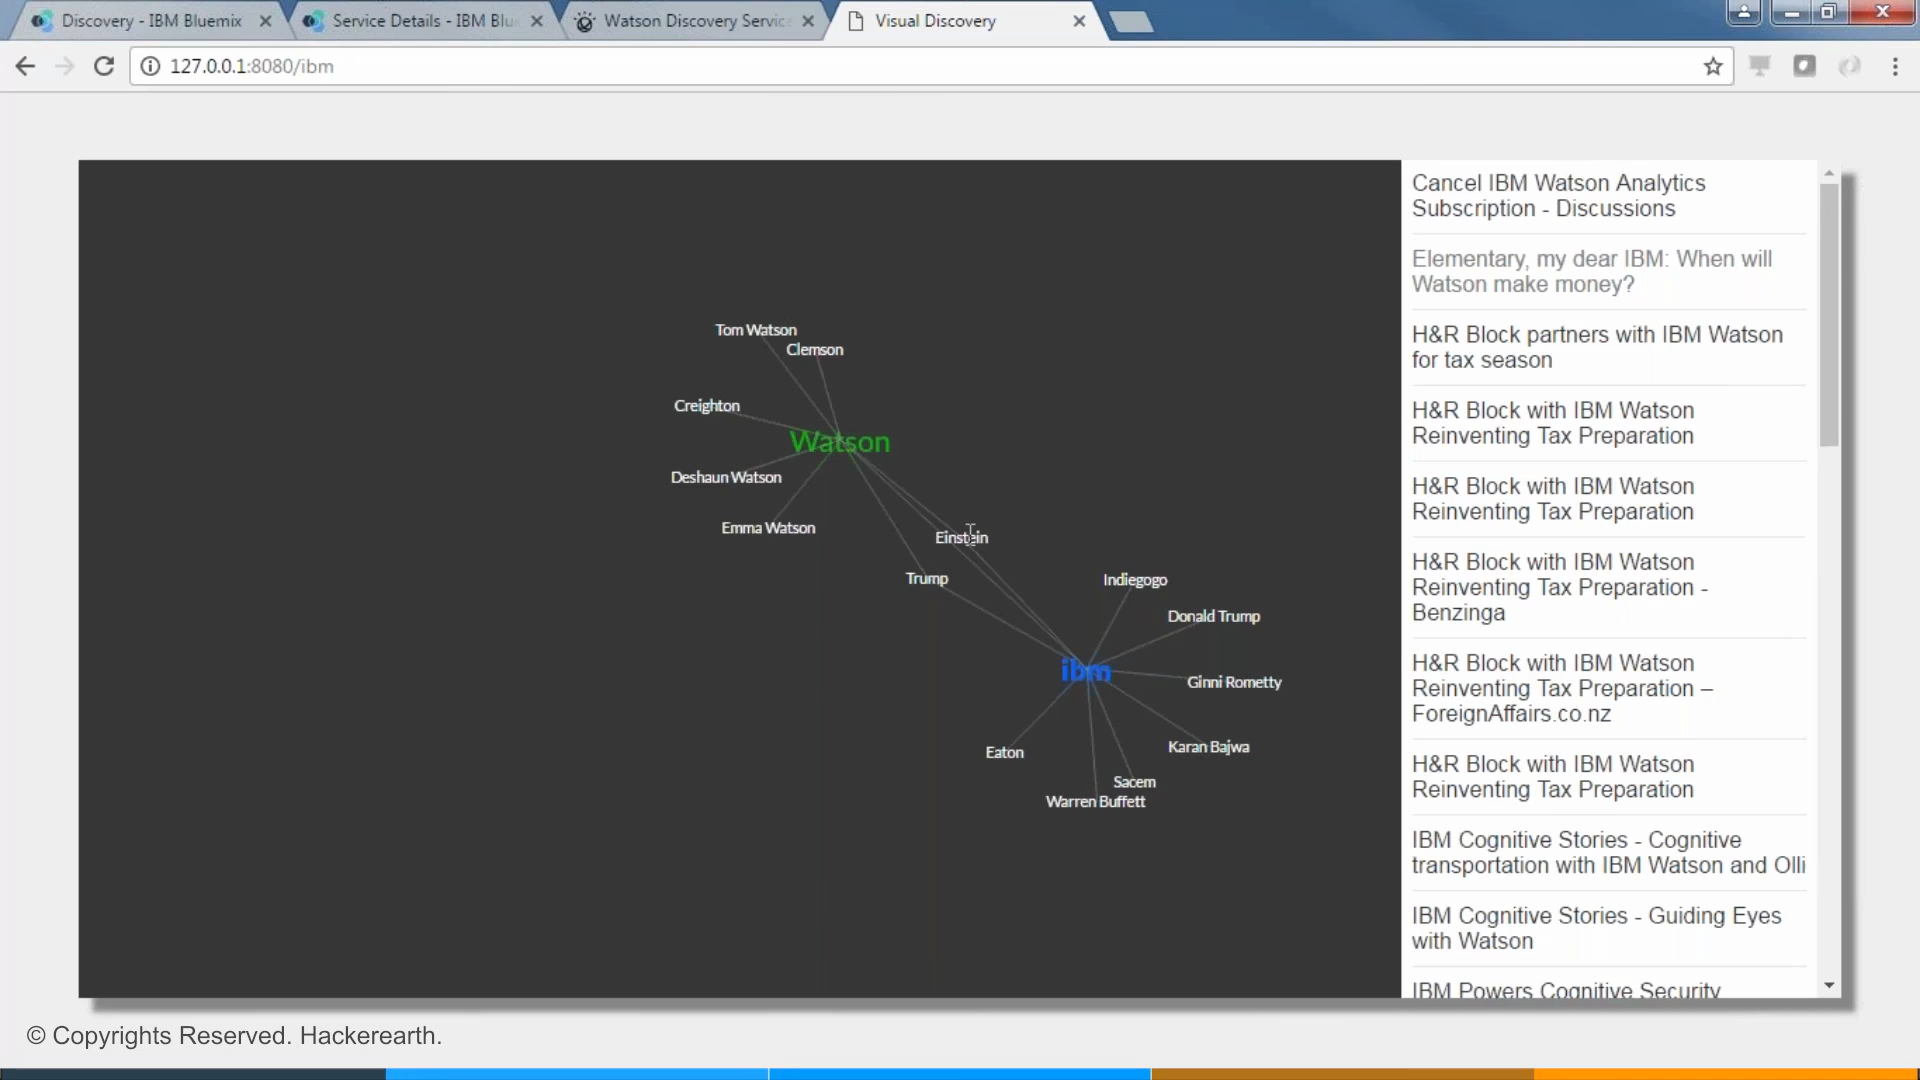 Discovery - IBM Bluemix
Service Details - IBM Blu
Watson Discovery Servic
Visual Discovery
127.0.0.1:8080/ibm
Tom Watson
Clemson
Creighton
Watson
Deshaun Watson
Emma Watson
Einstein
Trump
Indiegogo
Donald Trump
ibm
Ginni Rometty
Karan Bajwa
Eaton
Sacem
Warren Buffett
Cancel IBM Watson Analytics
Subscription - Discussions
Elementary, my dear IBM: When will
Watson make money?
H&R Block partners with IBM Watson
for tax season
H&R Block with IBM Watson
Reinventing Tax Preparation
H&R Block with IBM Watson
Reinventing Tax Preparation
H&R Block with IBM Watson
Reinventing Tax Preparation -
Benzinga
H&R Block with IBM Watson
Reinventing Tax Preparation –
ForeignAffairs.co.nz
H&R Block with IBM Watson
Reinventing Tax Preparation
IBM Cognitive Stories - Cognitive
transportation with IBM Watson and Olli
IBM Cognitive Stories - Guiding Eyes
with Watson
IBM Powers Cognitive Security
© Copyrights Reserved. Hackerearth.